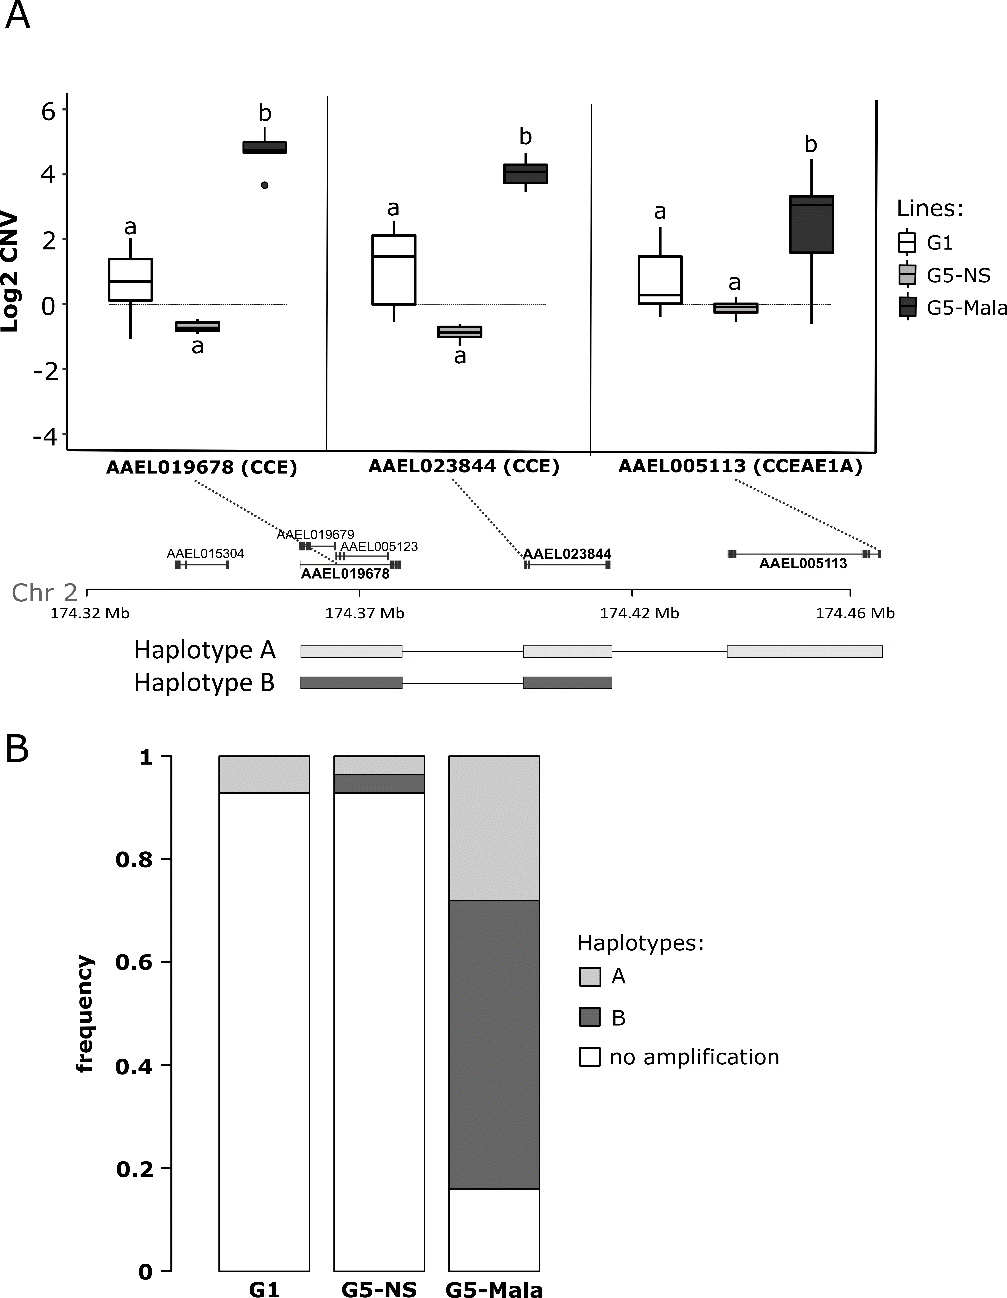 A
Log2 CNV
6
4
2
0
-2
-4
a
a
b
a
a
b
a
a
b
Lines:
G1
G5-NS
G5-Mala
AAEL019678 (CCE)
AAEL023844 (CCE)
AAEL005113 (CCEAE1A)
AAEL019679
AAEL015304
AAEL005123
AAEL023844
AAEL005113
AAEL019678
Chr 2
174.32 Mb
174.37 Mb
174.42 Mb
174.46 Mb
Haplotype A
Haplotype B
B
frequency
1
0.8
0.6
0.4
0.2
0
Haplotypes:
A
B
no amplification
G1
G5-NS
G5-Mala